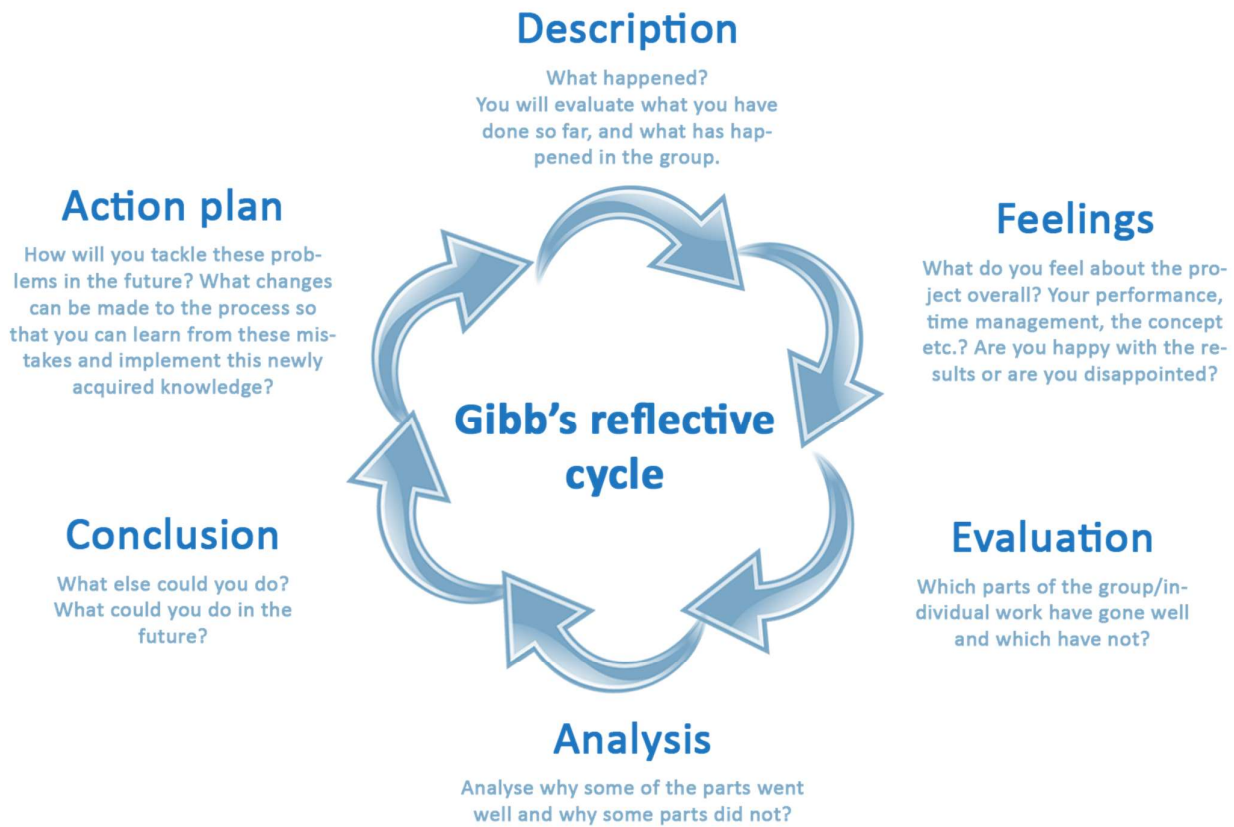 Description
What happened?
You will evaluate what you have
done so far, and what has hap-
pened in the group.
Feelings
What do you feel about the pro-
ject overall? Your performance,
time management, the concept
etc.? Are you happy with the re-
sults or are you disappointed?
Evaluation
Which parts of the group/in-
dividual work have gone well
and which have not?
Analysis
Analyse why some of the parts went
well and why some parts did not?
Conclusion
What else could you do?
What could you do in the
future?
Action plan
How will you tackle these prob-
lems in the future? What changes
can be made to the process so
that you can learn from these mis-
takes and implement this newly
acquired knowledge?
Gibb's reflective
cycle